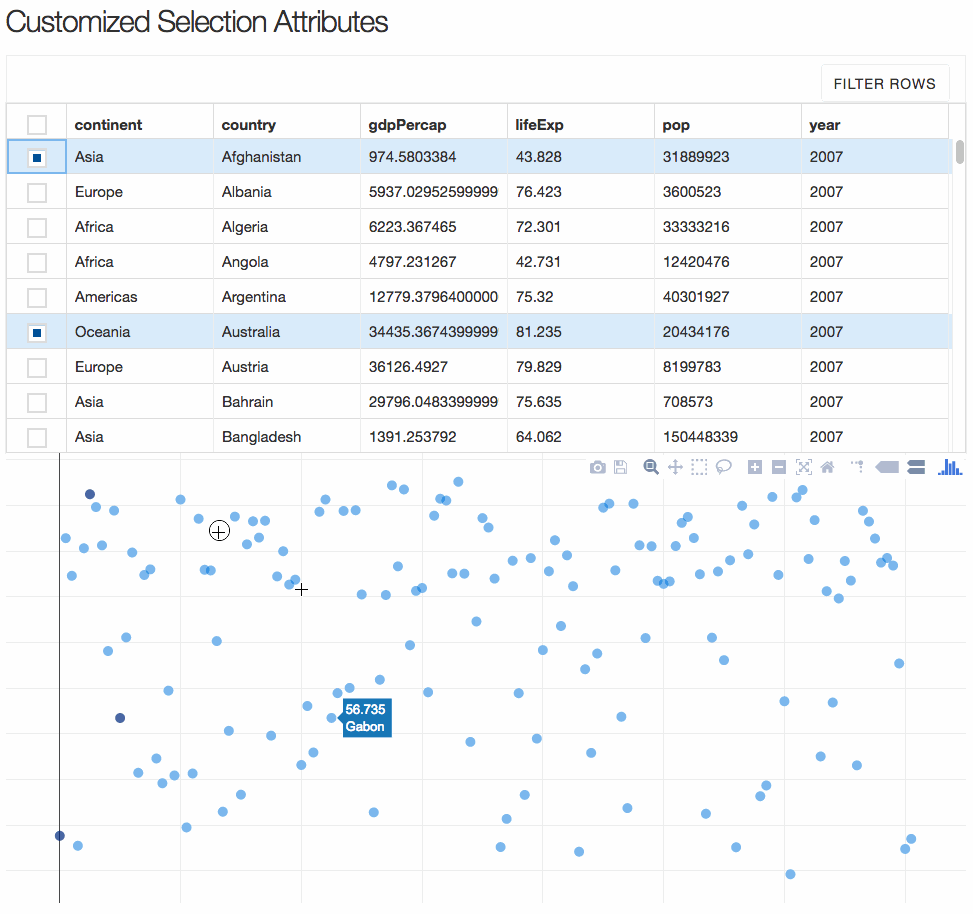 Customized Selection Attributes
FILTER ROWS
continent country gdpPercap lifeExp pop year
Asia Afghanistan 974.5803384 43.828 31889923 2007
Europe Albania 5937.02952599999 76.423 3600523 2007
Africa Algeria 6223.367465 72.301 33333216 2007
Africa Angola 4797.231267 42.731 12420476 2007
Americas Argentina 12779.3796400000 75.32 40301927 2007
Oceania Australia 34435.3674399999 81.235 20434176 2007
Europe Austria 36126.4927 79.829 8199783 2007
Asia Bahrain 29796.0483399999 75.635 708573 2007
Asia Bangladesh 1391.253792 64.062 150448339 2007
56.735
Gabon